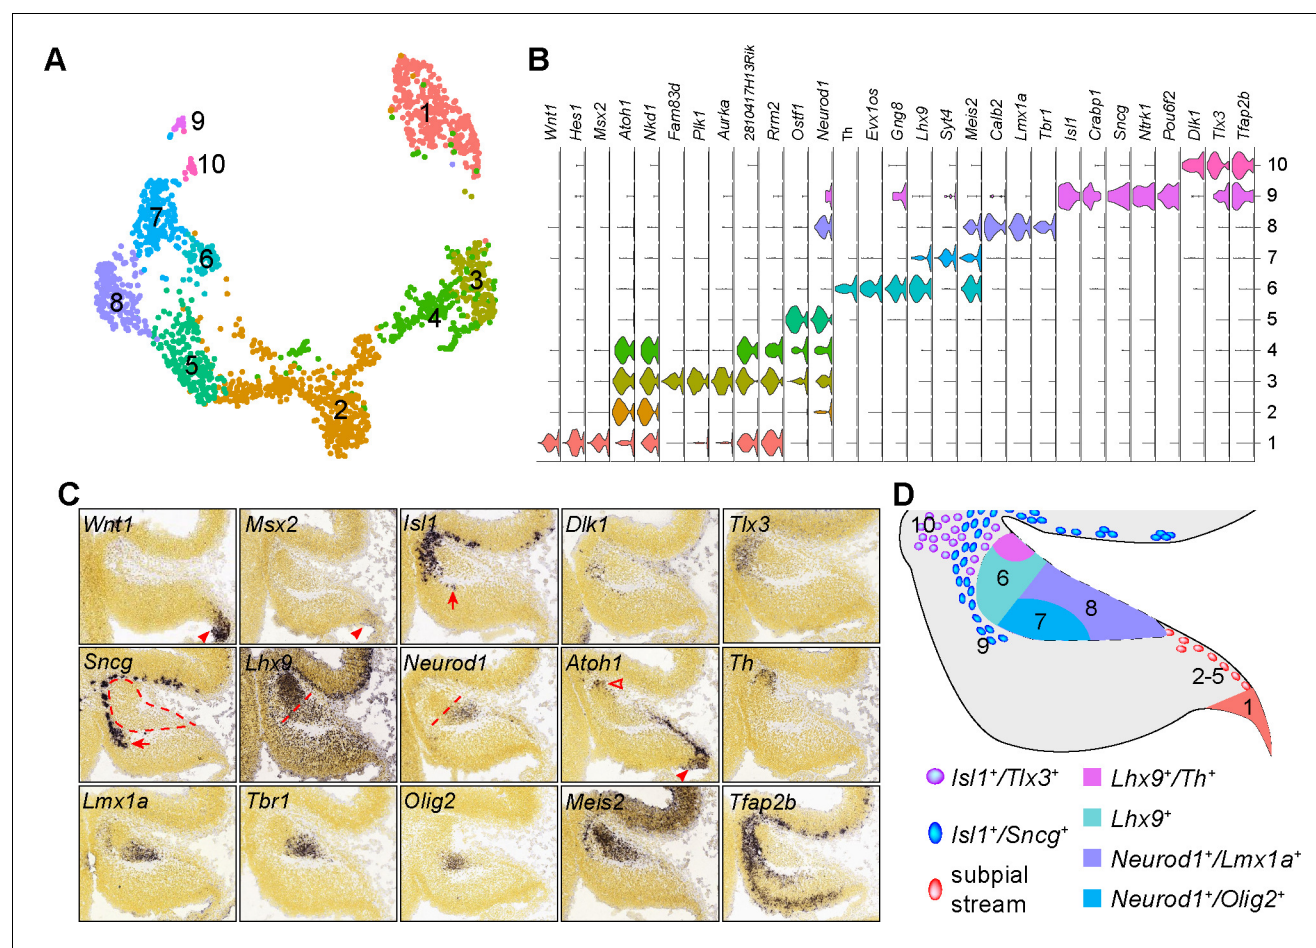 A
B
Wnt1
Hes1
Msx2
Atoh1
Nkd1
Fam83d
Plk1
Aurka
2810417H13Rik
Rrm2
Ostf1
Neurod1
Th
Evx1os
Gng8
Lhx9
Syt4
Meis2
Calb2
Lmx1a
Tbr1
Isl1
Crabp1
Sncg
Ntrk1
Pou6f2
Dlk1
Tlx3
Tfap2b
1
9
10
7
6
8
5
3
4
2
10
9
8
7
6
5
4
3
2
1
C
Wnt1
Msx2
Isl1
Dlk1
Tlx3
Sncg
Lhx9
Neurod1
Atoh1
Th
Lmx1a
Tbr1
Olig2
Meis2
Tfap2b
D
10
6
8
7
9
2-5
1
Isl1+/Tlx3+
Isl1+/Sncg+
subpial
stream
Lhx9+/Th+
Lhx9+
Neurod1+/Lmx1a+
Neurod1+/Olig2+